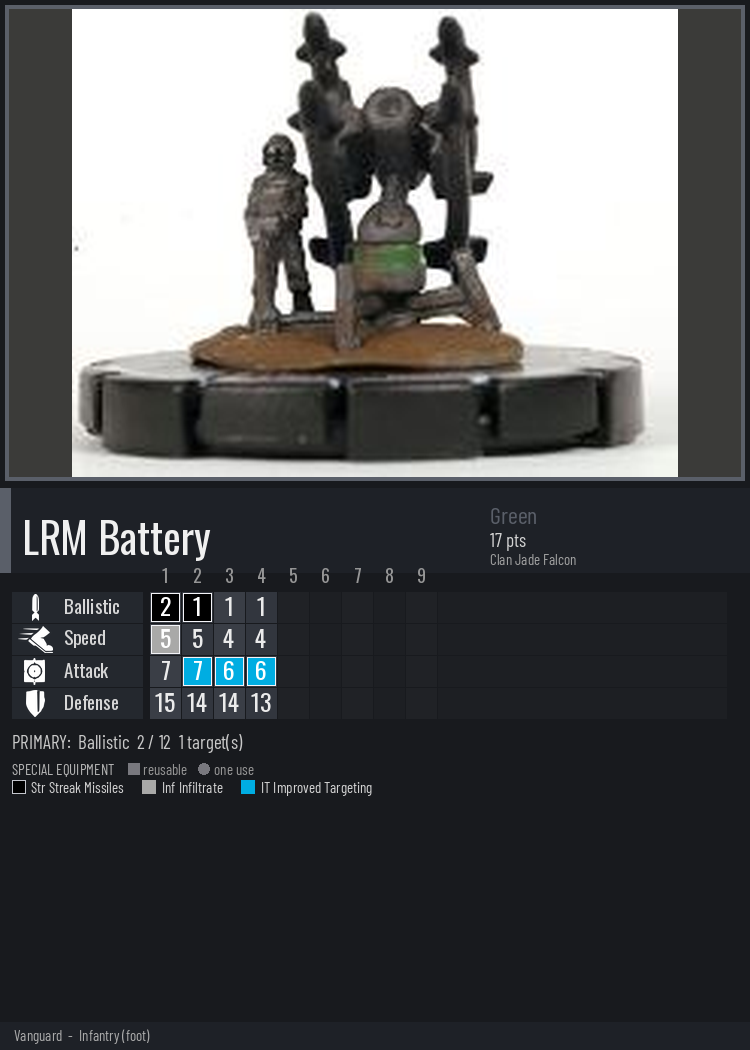 LRM Battery
Green
17 pts
Clan Jade Falcon
1 2 3 4 5 6 7 8 9
Ballistic 2 1 1 1
Speed 5 5 4 4
Attack 7 7 6 6
Defense 15 14 14 13
PRIMARY: Ballistic 2 / 12 1 target(s)
SPECIAL EQUIPMENT reusable one use
Str Streak Missiles Inf Infiltrate IT Improved Targeting
Vanguard - Infantry (foot)